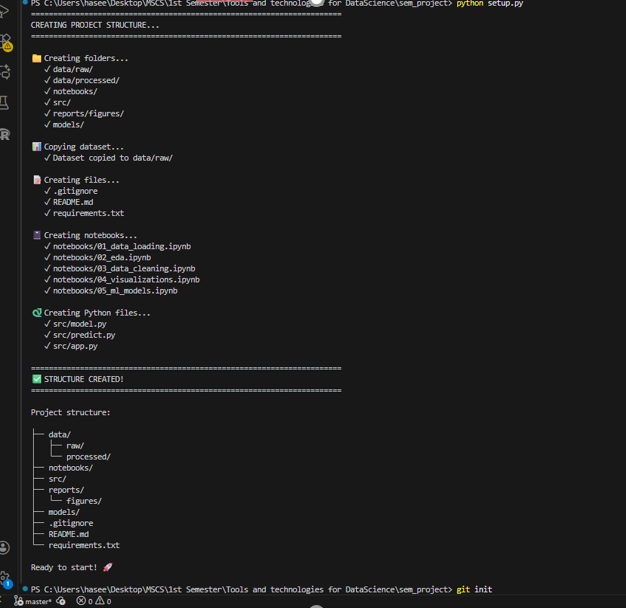 PS C:\Users\hasee\Desktop\MSCS\1st Semester\Tools and technologies for DataScience\sem_project> python setup.py
======================================================================
CREATING PROJECT STRUCTURE...
======================================================================
📁 Creating folders...
✓ data/raw/
✓ data/processed/
✓ notebooks/
✓ src/
✓ reports/figures/
✓ models/
📊 Copying dataset...
✓ Dataset copied to data/raw/
📝 Creating files...
✓ .gitignore
✓ README.md
✓ requirements.txt
📓 Creating notebooks...
✓ notebooks/01_data_loading.ipynb
✓ notebooks/02_eda.ipynb
✓ notebooks/03_data_cleaning.ipynb
✓ notebooks/04_visualizations.ipynb
✓ notebooks/05_ml_models.ipynb
🐍 Creating Python files...
✓ src/model.py
✓ src/predict.py
✓ src/app.py
======================================================================
✅ STRUCTURE CREATED!
======================================================================
Project structure:
├── data/
│   ├── raw/
│   └── processed/
├── notebooks/
├── src/
├── reports/
│   └── figures/
├── models/
├── .gitignore
├── README.md
└── requirements.txt
Ready to start! 🚀
PS C:\Users\hasee\Desktop\MSCS\1st Semester\Tools and technologies for DataScience\sem_project> git init
1
master* 0 0